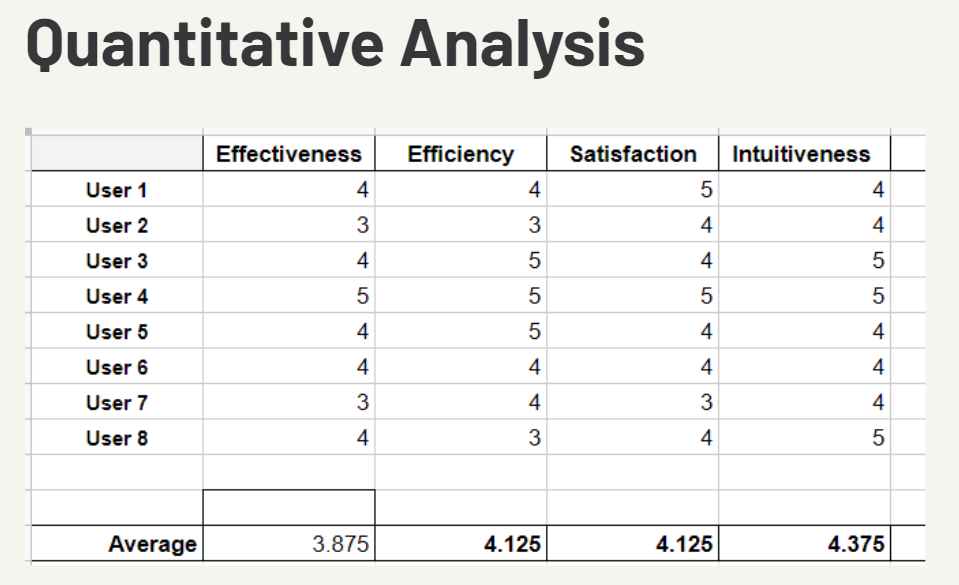 Quantitative Analysis
Effectiveness Efficiency Satisfaction Intuitiveness
User 1 4 4 5 4
User 2 3 3 4 4
User 3 4 5 4 5
User 4 5 5 5 5
User 5 4 5 4 4
User 6 4 4 4 4
User 7 3 4 3 4
User 8 4 3 4 5
Average 3.875 4.125 4.125 4.375